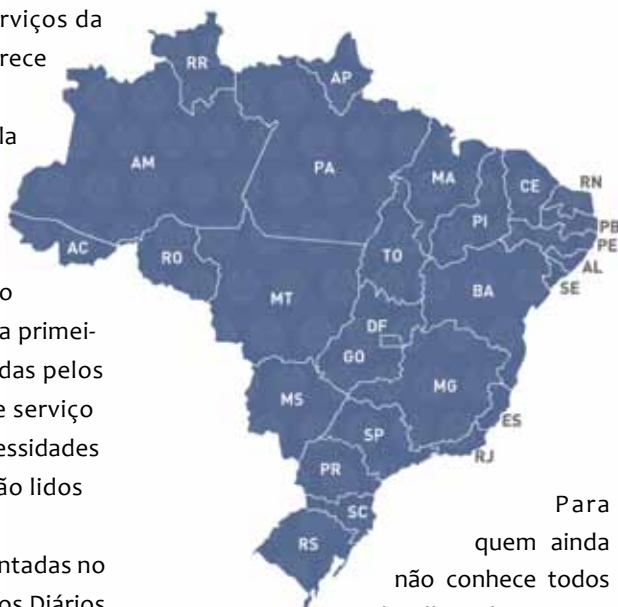 rviços da
rece
la
o
a primei-
das pelos
e serviço
essidades
ão lidos
ntadas no
os Diários
RR
AP
AM
PA
MA
CE
RN
PI
PB
PE
AC
RO
TO
AL
SE
MT
BA
DF
GO
MG
MS
ES
SP
RJ
PR
SC
RS
Para
quem ainda
não conhece todos